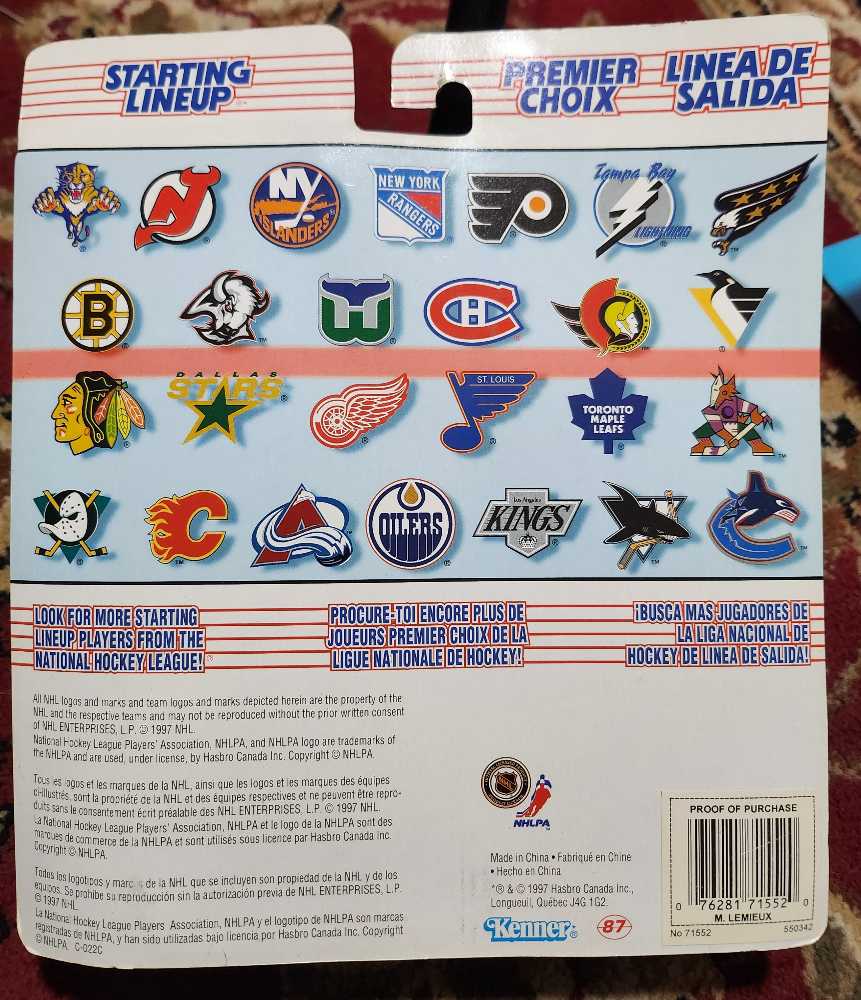 STARTING
LINEUP
PREMIER
CHOIX
LINEA DE
SALIDA
NY
ISLANDERS
NEW YORK
RANGERS
Tampa Bay
LIGHTNING
B
CH
DALLAS
STARS
ST. LOUIS
TORONTO
MAPLE
LEAFS
C
A
OILERS
Los Angeles
KINGS
LOOK FOR MORE STARTING
LINEUP PLAYERS FROM THE
NATIONAL HOCKEY LEAGUE!
PROCURE-TOI ENCORE PLUS DE
JOUEURS PREMIER CHOIX DE LA
LIGUE NATIONALE DE HOCKEY!
¡BUSCA MAS JUGADORES DE
LA LIGA NACIONAL DE
HOCKEY DE LINEA DE SALIDA!
All NHL logos and marks and team logos and marks depicted herein are the property of the
NHL and the respective teams and may not be reproduced without the prior written consent
of NHL ENTERPRISES, L.P. © 1997 NHL.
National Hockey League Players' Association, NHLPA, and NHLPA logo are trademarks of
the NHLPA and are used, under license, by Hasbro Canada Inc. Copyright © NHLPA.
Tous les logos et les marques de la NHL, ainsi que les logos et les marques des équipes
ci-illustrés, sont la propriété de la NHL et des équipes respectives et ne peuvent être repro-
duits sans le consentement écrit préalable des NHL ENTERPRISES, L.P. © 1997 NHL.
La National Hockey League Players' Association, NHLPA et le logo de la NHLPA sont des
marques de commerce de la NHLPA et sont utilisés sous licence par Hasbro Canada Inc.
Copyright © NHLPA.
Todos los logotipos y marcas de la NHL que se incluyen son propiedad de la NHL y de los
equipos. Se prohibe su reproducción sin la autorización previa de NHL ENTERPRISES, L.P.
© 1997 NHL
La National Hockey League Players' Association, NHLPA y el logotipo de NHLPA son marcas
registradas de NHLPA, y han sido utilizadas bajo licencia por Hasbro Canada Inc. Copyright
© NHLPA. C-022C
NHLPA
Made in China • Fabriqué en Chine
• Hecho en China
*® & © 1997 Hasbro Canada Inc.,
Longueuil, Québec J4G 1G2.
Kenner®
87
PROOF OF PURCHASE
0 76281 71552 0
M. LEMIEUX
No 71552
550342